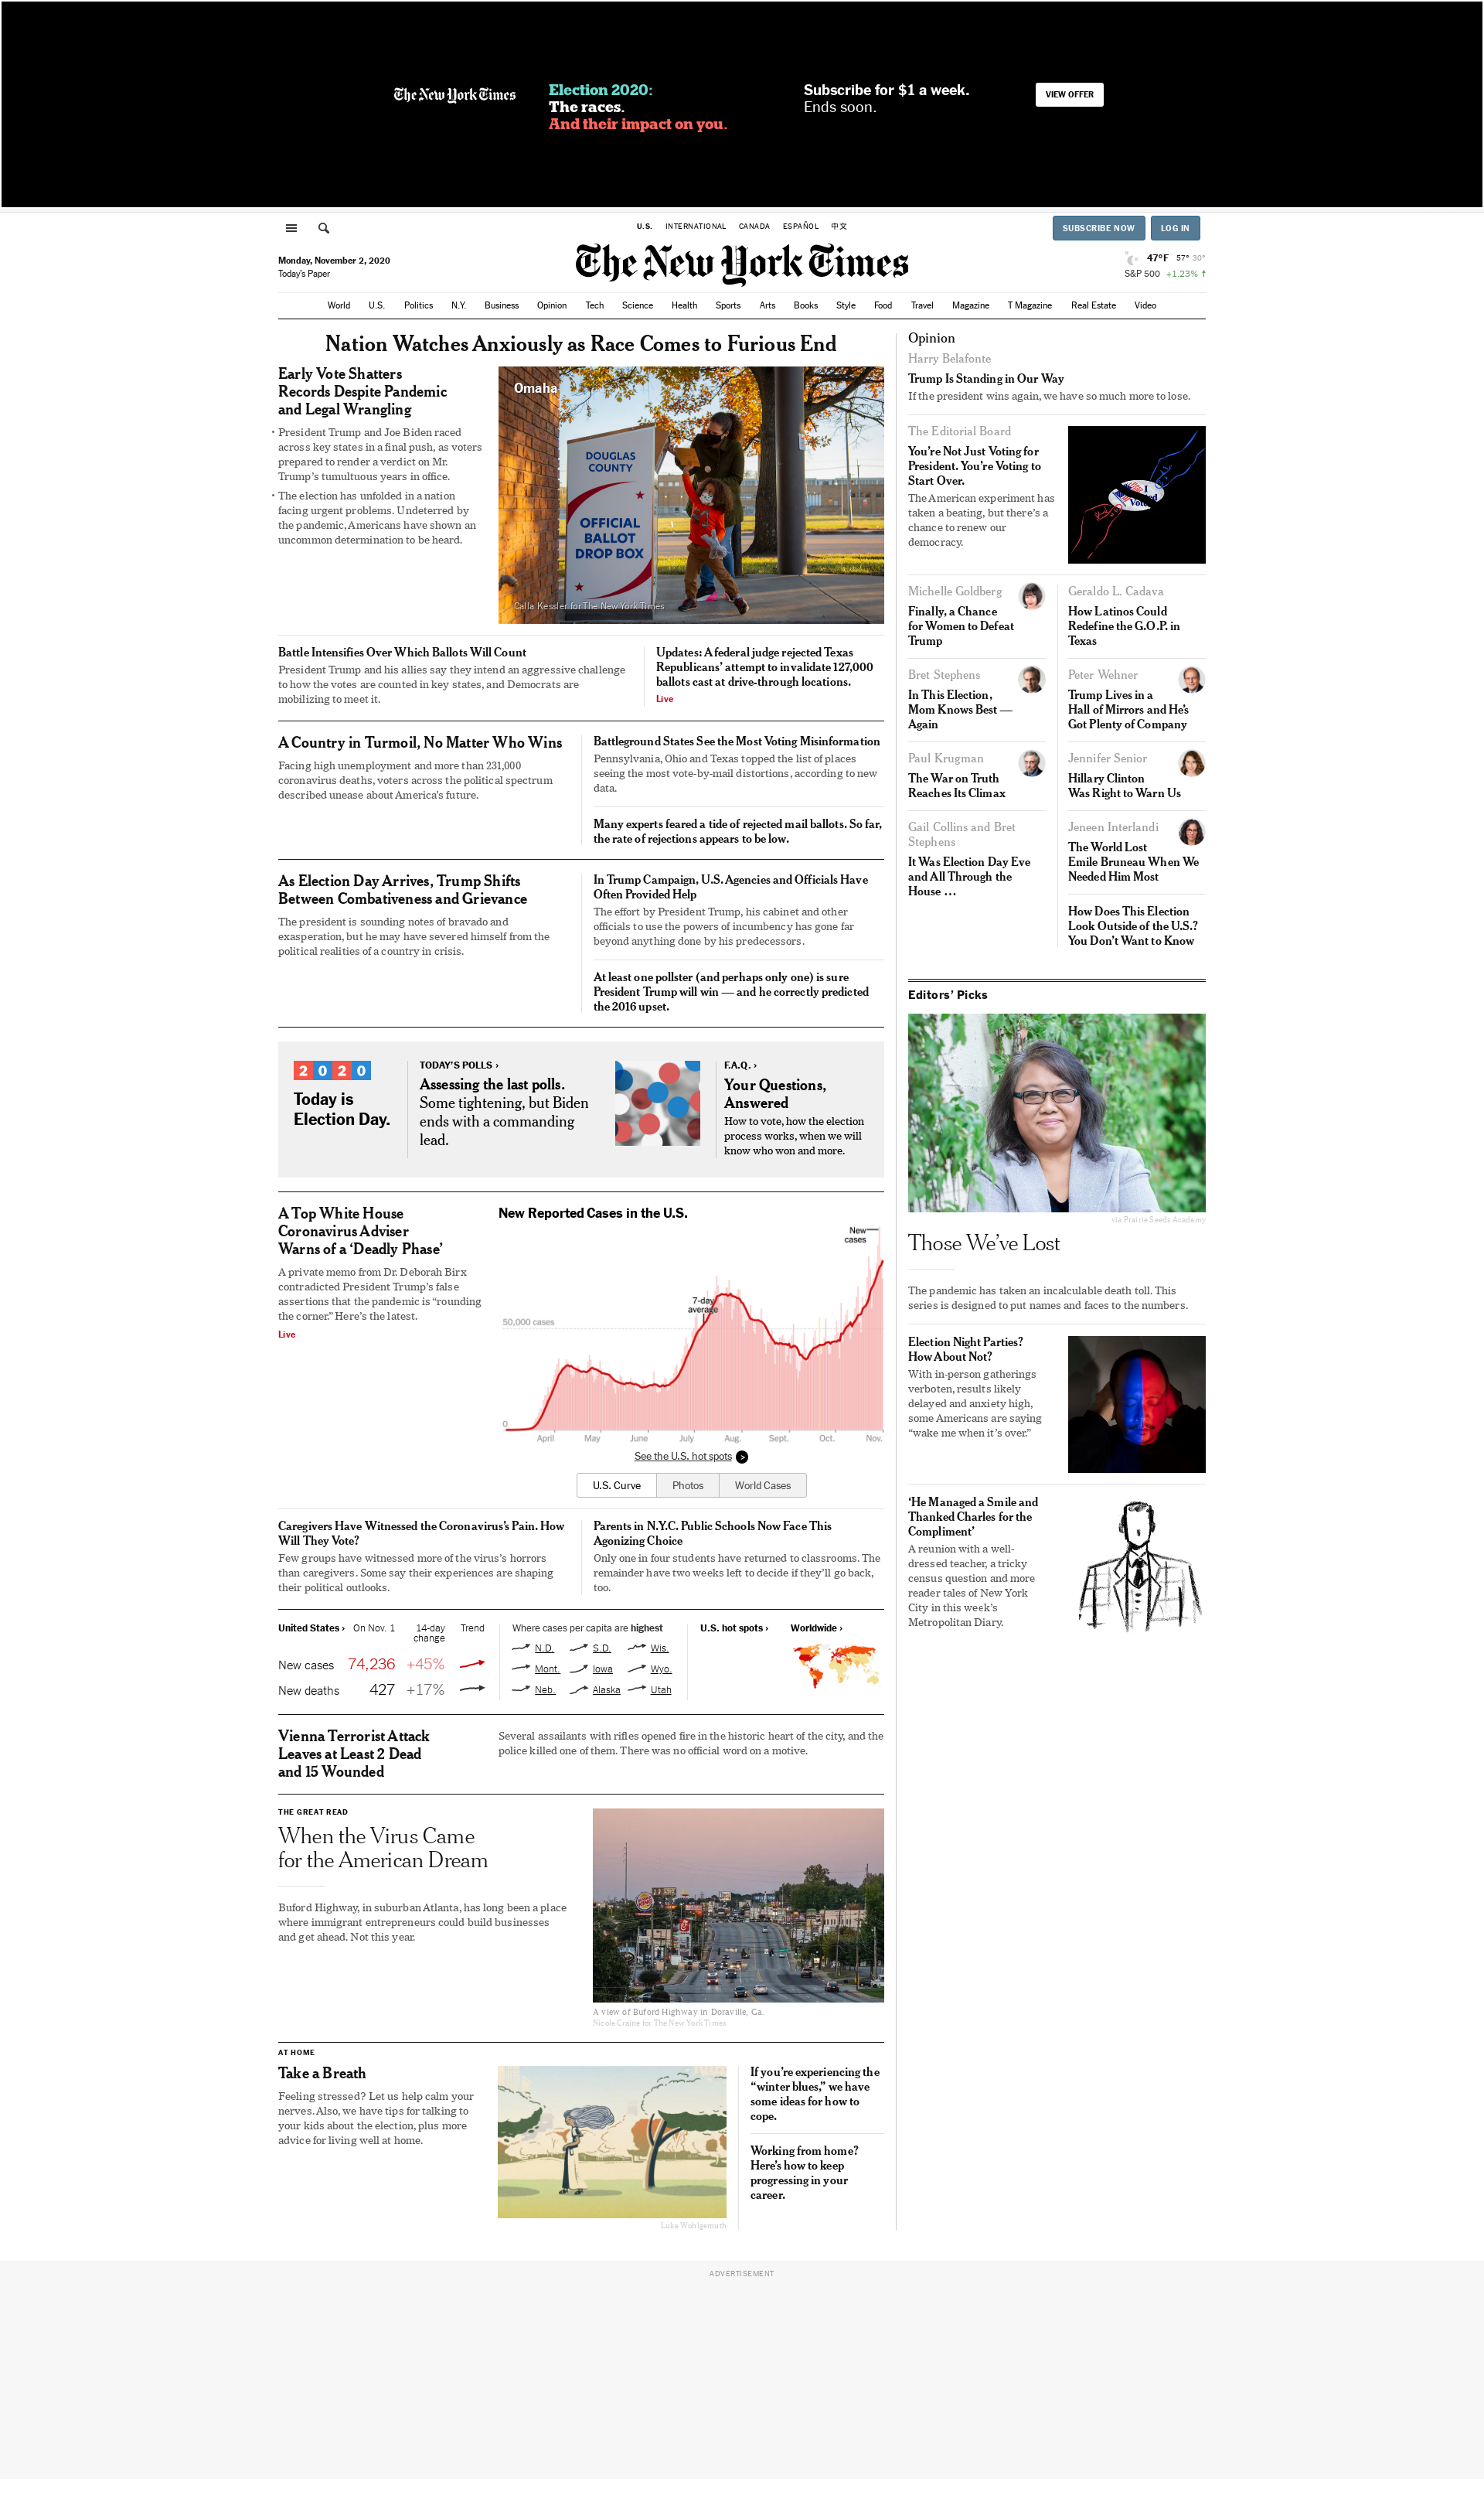 The New York Times
Election 2020:
The races.
And their impact on you.
Subscribe for $1 a week.
Ends soon.
VIEW OFFER
U.S. INTERNATIONAL CANADA ESPAÑOL 中文
SUBSCRIBE NOW LOG IN
Monday, November 2, 2020
Today's Paper
The New York Times
47°F 57° 30°
S&P 500 +1.23% ↑
World U.S. Politics N.Y. Business Opinion Tech Science Health Sports Arts Books Style Food Travel Magazine T Magazine Real Estate Video
Nation Watches Anxiously as Race Comes to Furious End
Early Vote Shatters
Records Despite Pandemic
and Legal Wrangling
• President Trump and Joe Biden raced
across key states in a final push, as voters
prepared to render a verdict on Mr.
Trump's tumultuous years in office.
• The election has unfolded in a nation
facing urgent problems. Undeterred by
the pandemic, Americans have shown an
uncommon determination to be heard.
Omaha
DOUGLAS
COUNTY
OFFICIAL
BALLOT
DROP BOX
Calla Kessler for The New York Times
Battle Intensifies Over Which Ballots Will Count
President Trump and his allies say they intend an aggressive challenge
to how the votes are counted in key states, and Democrats are
mobilizing to meet it.
Updates: A federal judge rejected Texas
Republicans' attempt to invalidate 127,000
ballots cast at drive-through locations.
Live
A Country in Turmoil, No Matter Who Wins
Facing high unemployment and more than 231,000
coronavirus deaths, voters across the political spectrum
described unease about America's future.
Battleground States See the Most Voting Misinformation
Pennsylvania, Ohio and Texas topped the list of places
seeing the most vote-by-mail distortions, according to new
data.
Many experts feared a tide of rejected mail ballots. So far,
the rate of rejections appears to be low.
As Election Day Arrives, Trump Shifts
Between Combativeness and Grievance
The president is sounding notes of bravado and
exasperation, but he may have severed himself from the
political realities of a country in crisis.
In Trump Campaign, U.S. Agencies and Officials Have
Often Provided Help
The effort by President Trump, his cabinet and other
officials to use the powers of incumbency has gone far
beyond anything done by his predecessors.
At least one pollster (and perhaps only one) is sure
President Trump will win — and he correctly predicted
the 2016 upset.
2020
Today is
Election Day.
TODAY'S POLLS ›
Assessing the last polls.
Some tightening, but Biden
ends with a commanding
lead.
F.A.Q. ›
Your Questions,
Answered
How to vote, how the election
process works, when we will
know who won and more.
A Top White House
Coronavirus Adviser
Warns of a 'Deadly Phase'
A private memo from Dr. Deborah Birx
contradicted President Trump's false
assertions that the pandemic is "rounding
the corner." Here's the latest.
Live
New Reported Cases in the U.S.
New
cases
7-day
average
50,000 cases
0
April May June July Aug. Sept. Oct. Nov.
See the U.S. hot spots >
U.S. Curve Photos World Cases
Caregivers Have Witnessed the Coronavirus's Pain. How
Will They Vote?
Few groups have witnessed more of the virus's horrors
than caregivers. Some say their experiences are shaping
their political outlooks.
Parents in N.Y.C. Public Schools Now Face This
Agonizing Choice
Only one in four students have returned to classrooms. The
remainder have two weeks left to decide if they'll go back,
too.
United States › On Nov. 1 14-day change Trend
New cases 74,236 +45%
New deaths 427 +17%
Where cases per capita are highest
N.D. S.D. Wis.
Mont. Iowa Wyo.
Neb. Alaska Utah
U.S. hot spots ›
Worldwide ›
Vienna Terrorist Attack
Leaves at Least 2 Dead
and 15 Wounded
Several assailants with rifles opened fire in the historic heart of the city, and the
police killed one of them. There was no official word on a motive.
THE GREAT READ
When the Virus Came
for the American Dream
Buford Highway, in suburban Atlanta, has long been a place
where immigrant entrepreneurs could build businesses
and get ahead. Not this year.
A view of Buford Highway in Doraville, Ga.
Nicole Craine for The New York Times
AT HOME
Take a Breath
Feeling stressed? Let us help calm your
nerves. Also, we have tips for talking to
your kids about the election, plus more
advice for living well at home.
Luke Wohlgemuth
If you're experiencing the
"winter blues," we have
some ideas for how to
cope.
Working from home?
Here's how to keep
progressing in your
career.
Opinion
Harry Belafonte
Trump Is Standing in Our Way
If the president wins again, we have so much more to lose.
The Editorial Board
You're Not Just Voting for
President. You're Voting to
Start Over.
The American experiment has
taken a beating, but there's a
chance to renew our
democracy.
Michelle Goldberg
Finally, a Chance
for Women to Defeat
Trump
Bret Stephens
In This Election,
Mom Knows Best —
Again
Paul Krugman
The War on Truth
Reaches Its Climax
Gail Collins and Bret
Stephens
It Was Election Day Eve
and All Through the
House …
Geraldo L. Cadava
How Latinos Could
Redefine the G.O.P. in
Texas
Peter Wehner
Trump Lives in a
Hall of Mirrors and He's
Got Plenty of Company
Jennifer Senior
Hillary Clinton
Was Right to Warn Us
Jeneen Interlandi
The World Lost
Emile Bruneau When We
Needed Him Most
How Does This Election
Look Outside of the U.S.?
You Don't Want to Know
Editors' Picks
via Prairie Seeds Academy
Those We've Lost
The pandemic has taken an incalculable death toll. This
series is designed to put names and faces to the numbers.
Election Night Parties?
How About Not?
With in-person gatherings
verboten, results likely
delayed and anxiety high,
some Americans are saying
"wake me when it's over."
'He Managed a Smile and
Thanked Charles for the
Compliment'
A reunion with a well-
dressed teacher, a tricky
census question and more
reader tales of New York
City in this week's
Metropolitan Diary.
ADVERTISEMENT